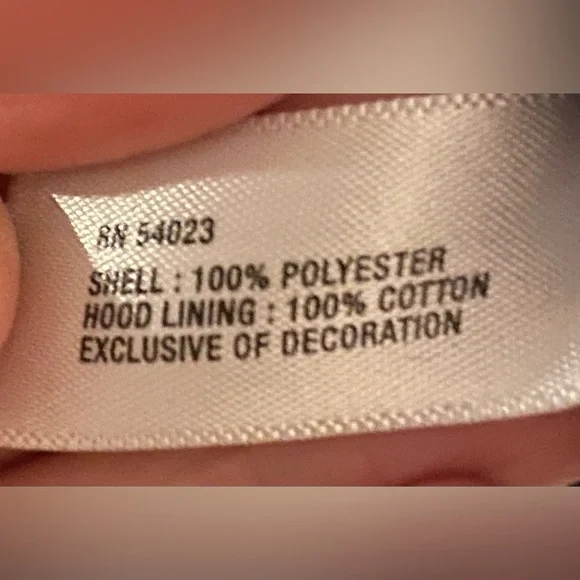 RN 54023
SHELL : 100% POLYESTER
HOOD LINING : 100% COTTON
EXCLUSIVE OF DECORATION